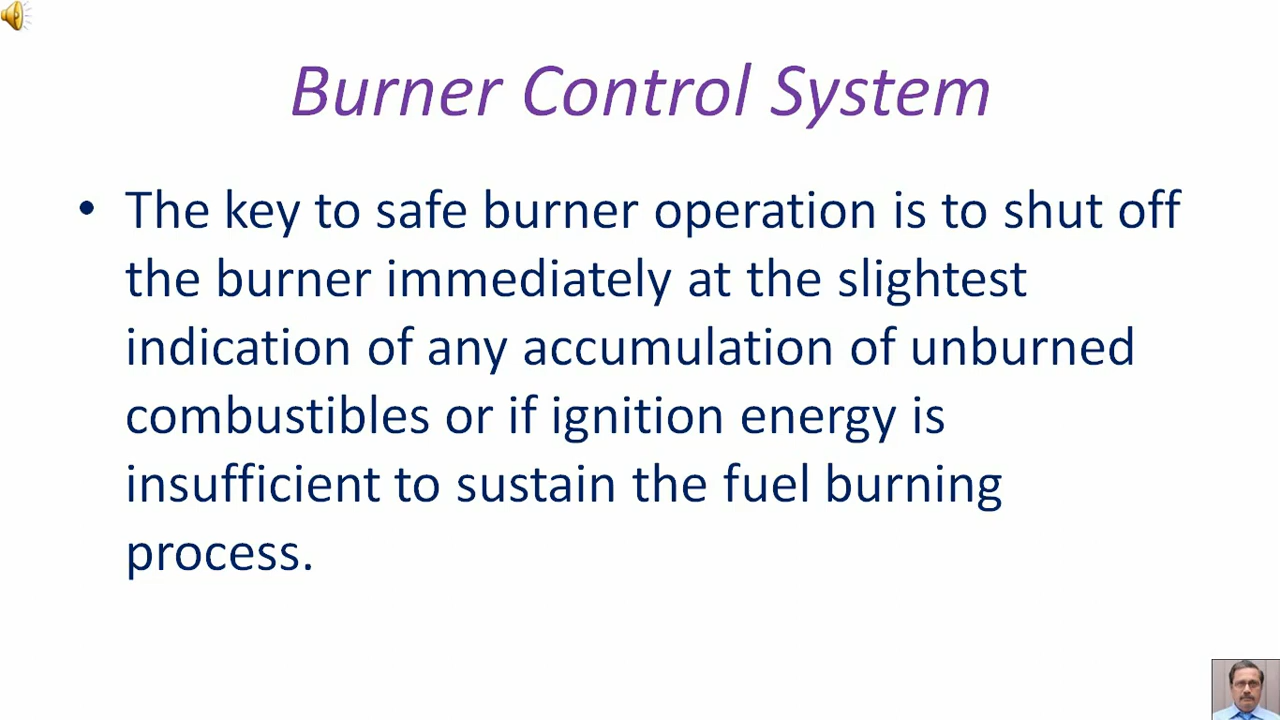 Burner Control System
• The key to safe burner operation is to shut off
the burner immediately at the slightest
indication of any accumulation of unburned
combustibles or if ignition energy is
insufficient to sustain the fuel burning
process.